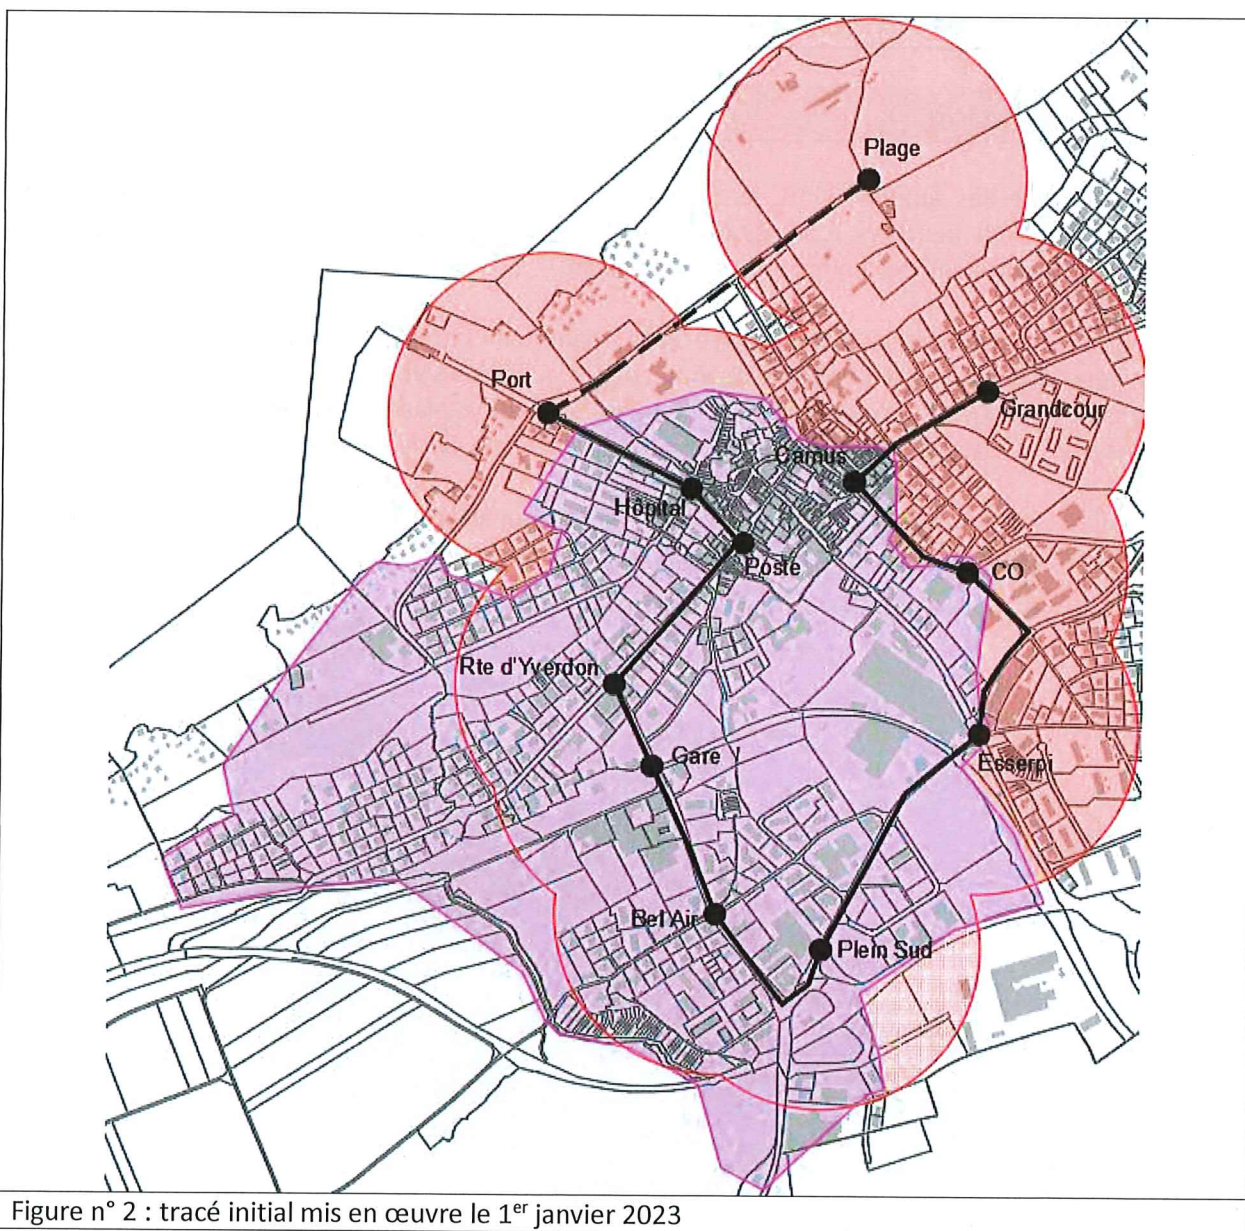 Plage
Port
Grandcour
Camus
Hôpital
Poste
CO
Rte d'Yverdon
Gare
Esserpi
Bel Air
Plein Sud
Figure n° 2 : tracé initial mis en œuvre le 1er janvier 2023